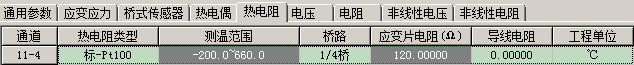 通用参数 应变应力 桥式传感器 热电偶 热电阻 电压 电阻 非线性电压 非线性电阻
通道 热电阻类型 测温范围 桥路 应变片电阻(Ω) 导线电阻 工程单位
11-4 标-Pt100 -200.0~660.0 1/4桥 120.00000 0.00000 ℃